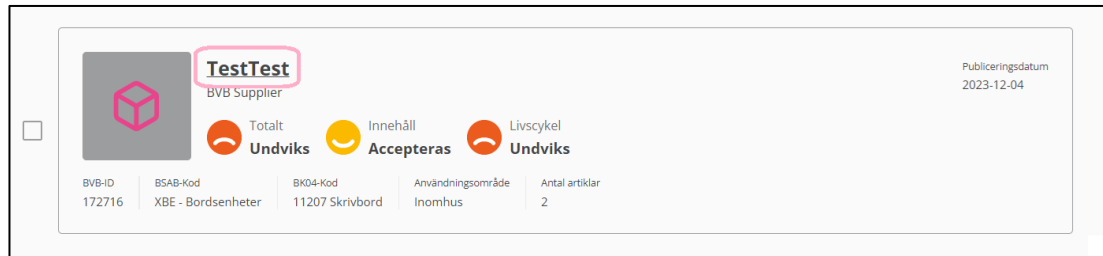 TestTest
BVB Supplier
Publiceringsdatum
2023-12-04
Totalt
Undviks
Innehåll
Accepteras
Livscykel
Undviks
BVB-ID
172716
BSAB-Kod
XBE - Bordsenheter
BK04-Kod
11207 Skrivbord
Användningsområde
Inomhus
Antal artiklar
2